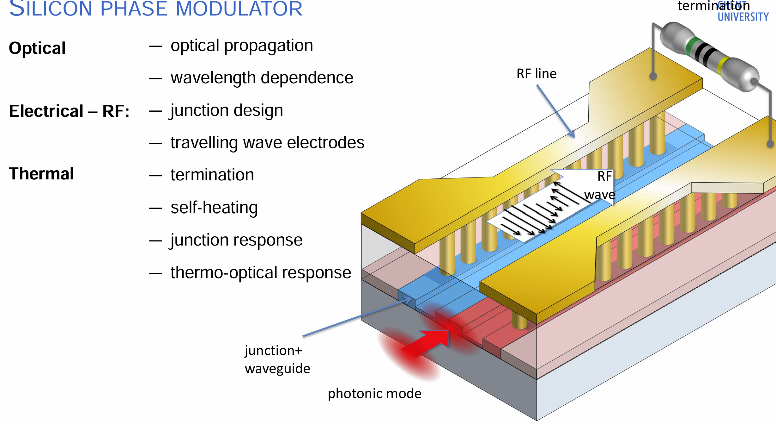 SILICON PHASE MODULATOR
termination
UNIVERSITY
Optical
— optical propagation
— wavelength dependence
Electrical – RF:
— junction design
— travelling wave electrodes
Thermal
— termination
— self-heating
— junction response
— thermo-optical response
RF line
RF
wave
junction+
waveguide
photonic mode